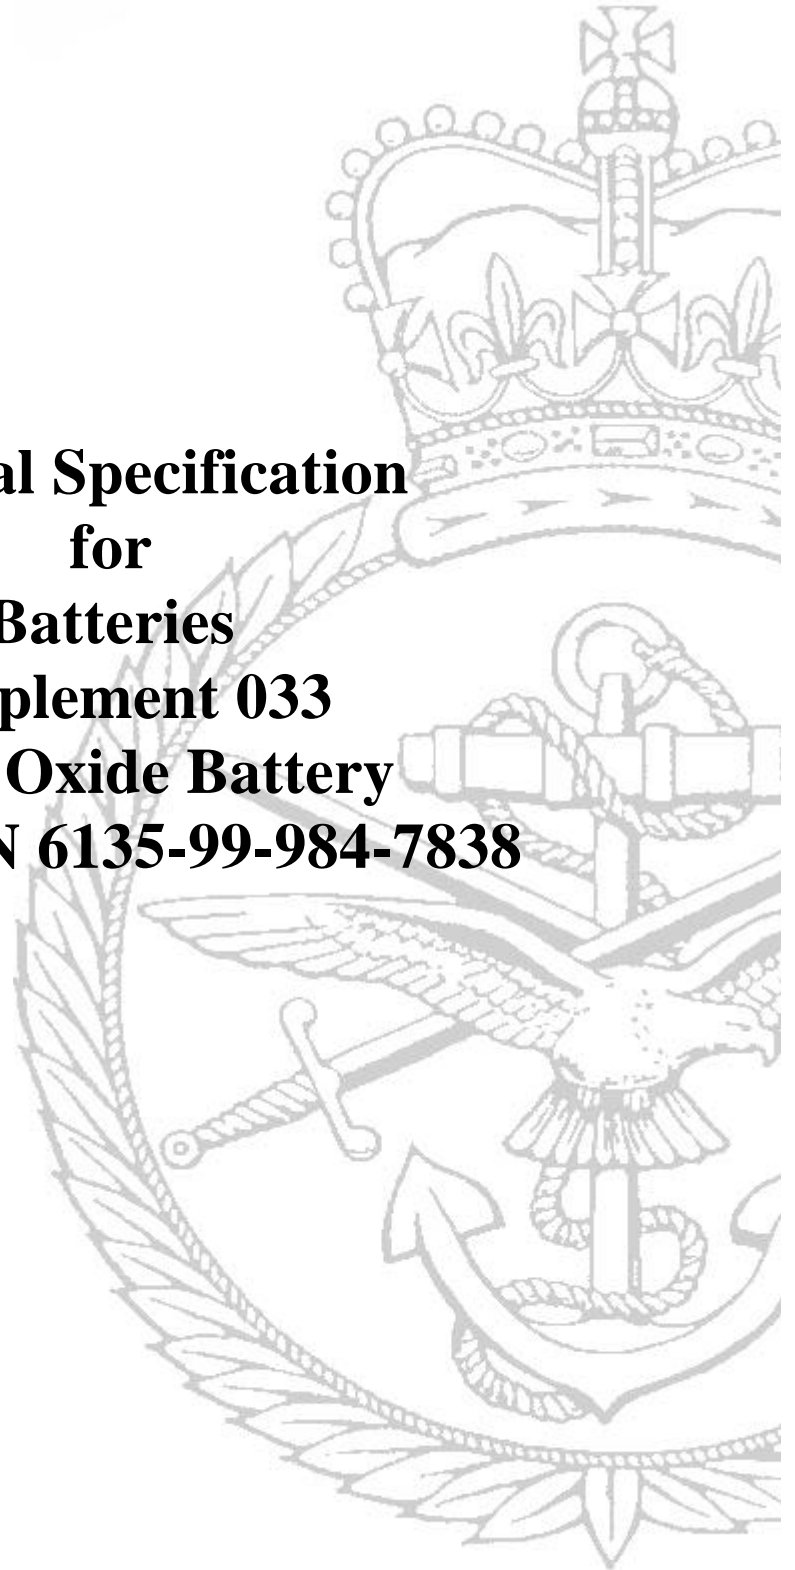 al Specification
for
Batteries
plement 033
Oxide Battery
N 6135-99-984-7838